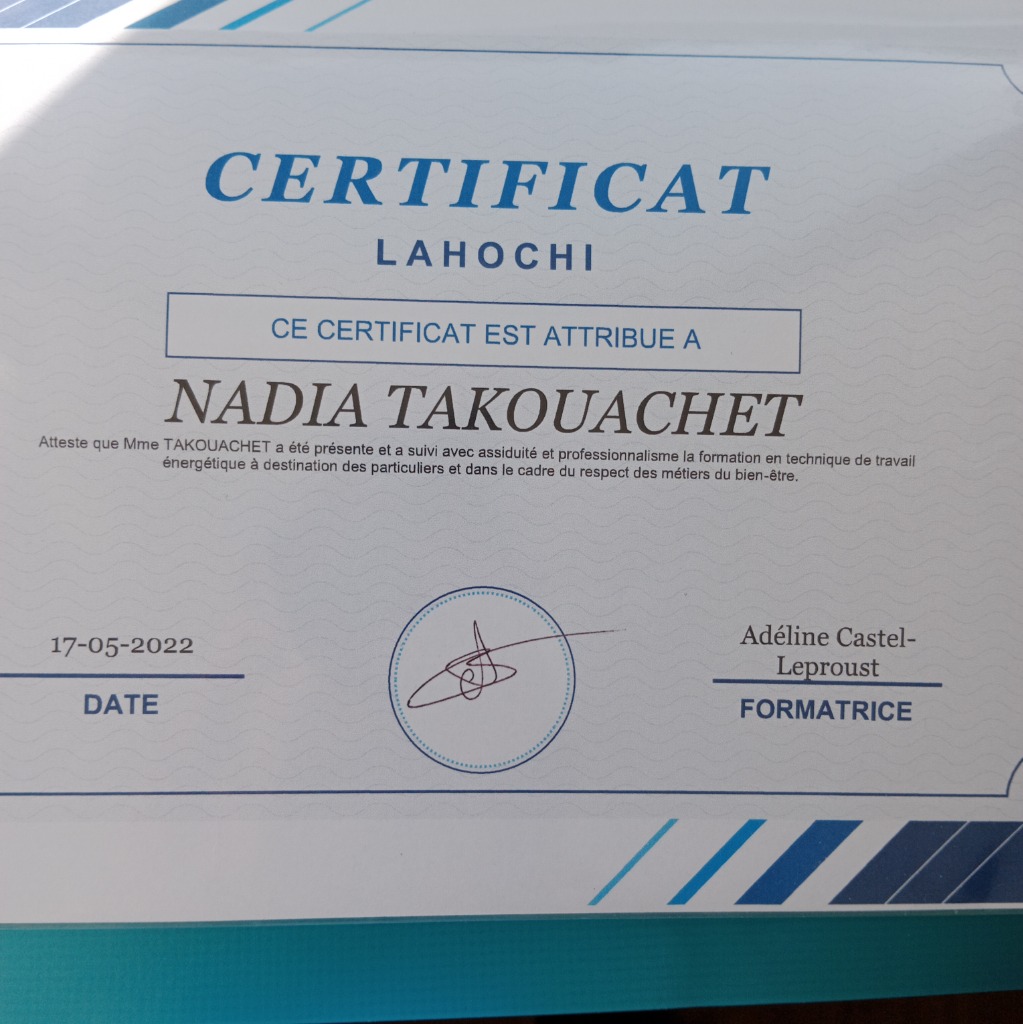 CERTIFICAT
LAHOCHI
CE CERTIFICAT EST ATTRIBUE A
NADIA TAKOUACHET
Atteste que Mme TAKOUACHET a été présente et a suivi avec assiduité et professionnalisme la formation en technique de travail
énergétique à destination des particuliers et dans le cadre du respect des métiers du bien-être.
17-05-2022
DATE
Adéline Castel-
Leproust
FORMATRICE